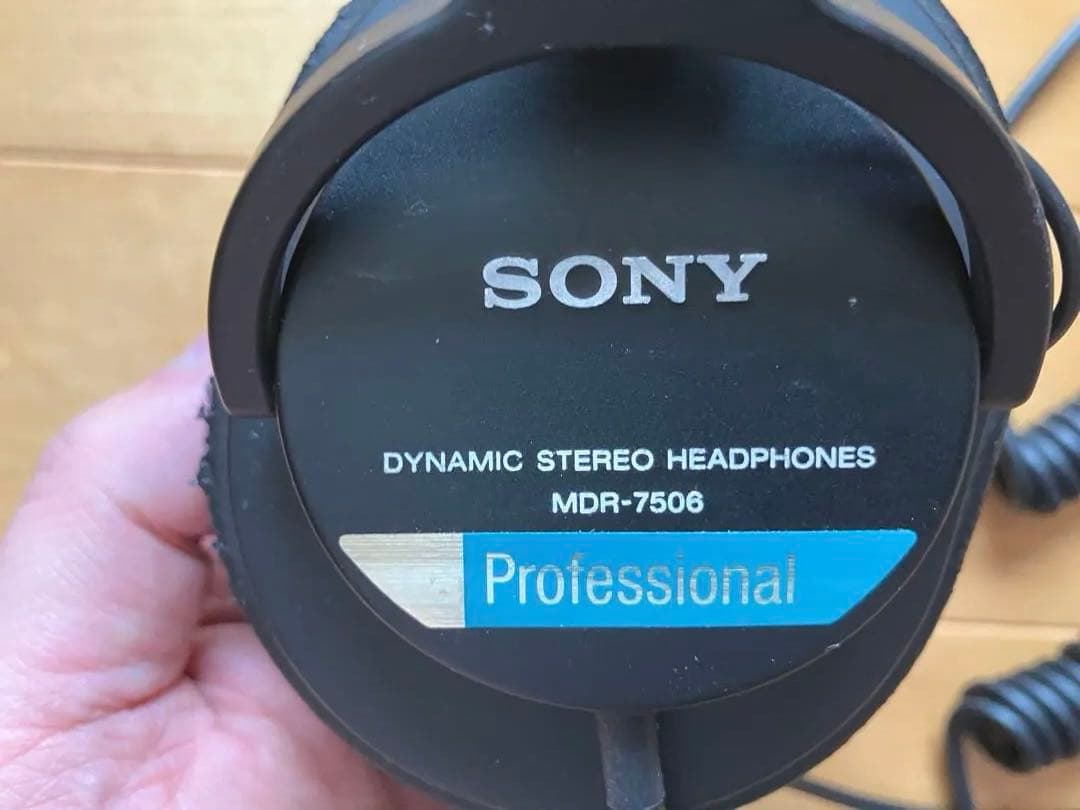 SONY
DYNAMIC STEREO HEADPHONES
MDR-7506
Professional